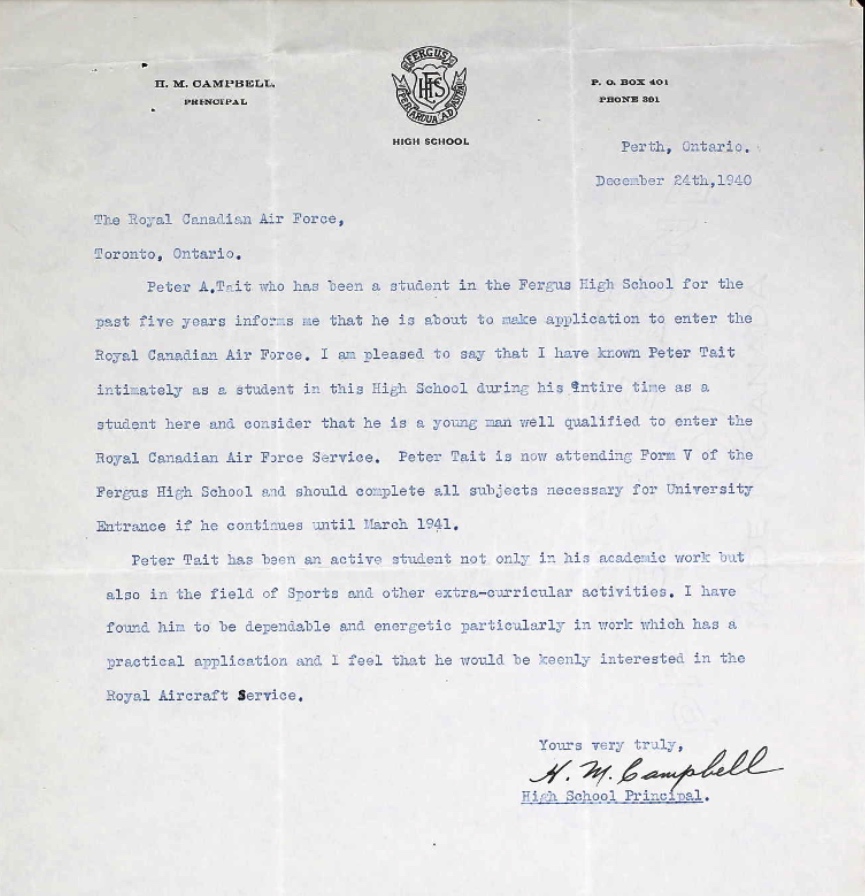 H. M. CAMPBELL,
PRINCIPAL
FERGUS
FHS
PER ARDUA AD ASTRA
HIGH SCHOOL
P. O. BOX 401
PHONE 301
Perth, Ontario.
December 24th,1940
The Royal Canadian Air Force,
Toronto, Ontario.
Peter A.Tait who has been a student in the Fergus High School for the
past five years informs me that he is about to make application to enter the
Royal Canadian Air Force. I am pleased to say that I have known Peter Tait
intimately as a student in this High School during his entire time as a
student here and consider that he is a young man well qualified to enter the
Royal Canadian Air Force Service. Peter Tait is now attending Form V of the
Fergus High School and should complete all subjects necessary for University
Entrance if he continues until March 1941.
Peter Tait has been an active student not only in his academic work but
also in the field of Sports and other extra-curricular activities. I have
found him to be dependable and energetic particularly in work which has a
practical application and I feel that he would be keenly interested in the
Royal Aircraft Service.
Yours very truly,
H. M. Campbell
High School Principal.